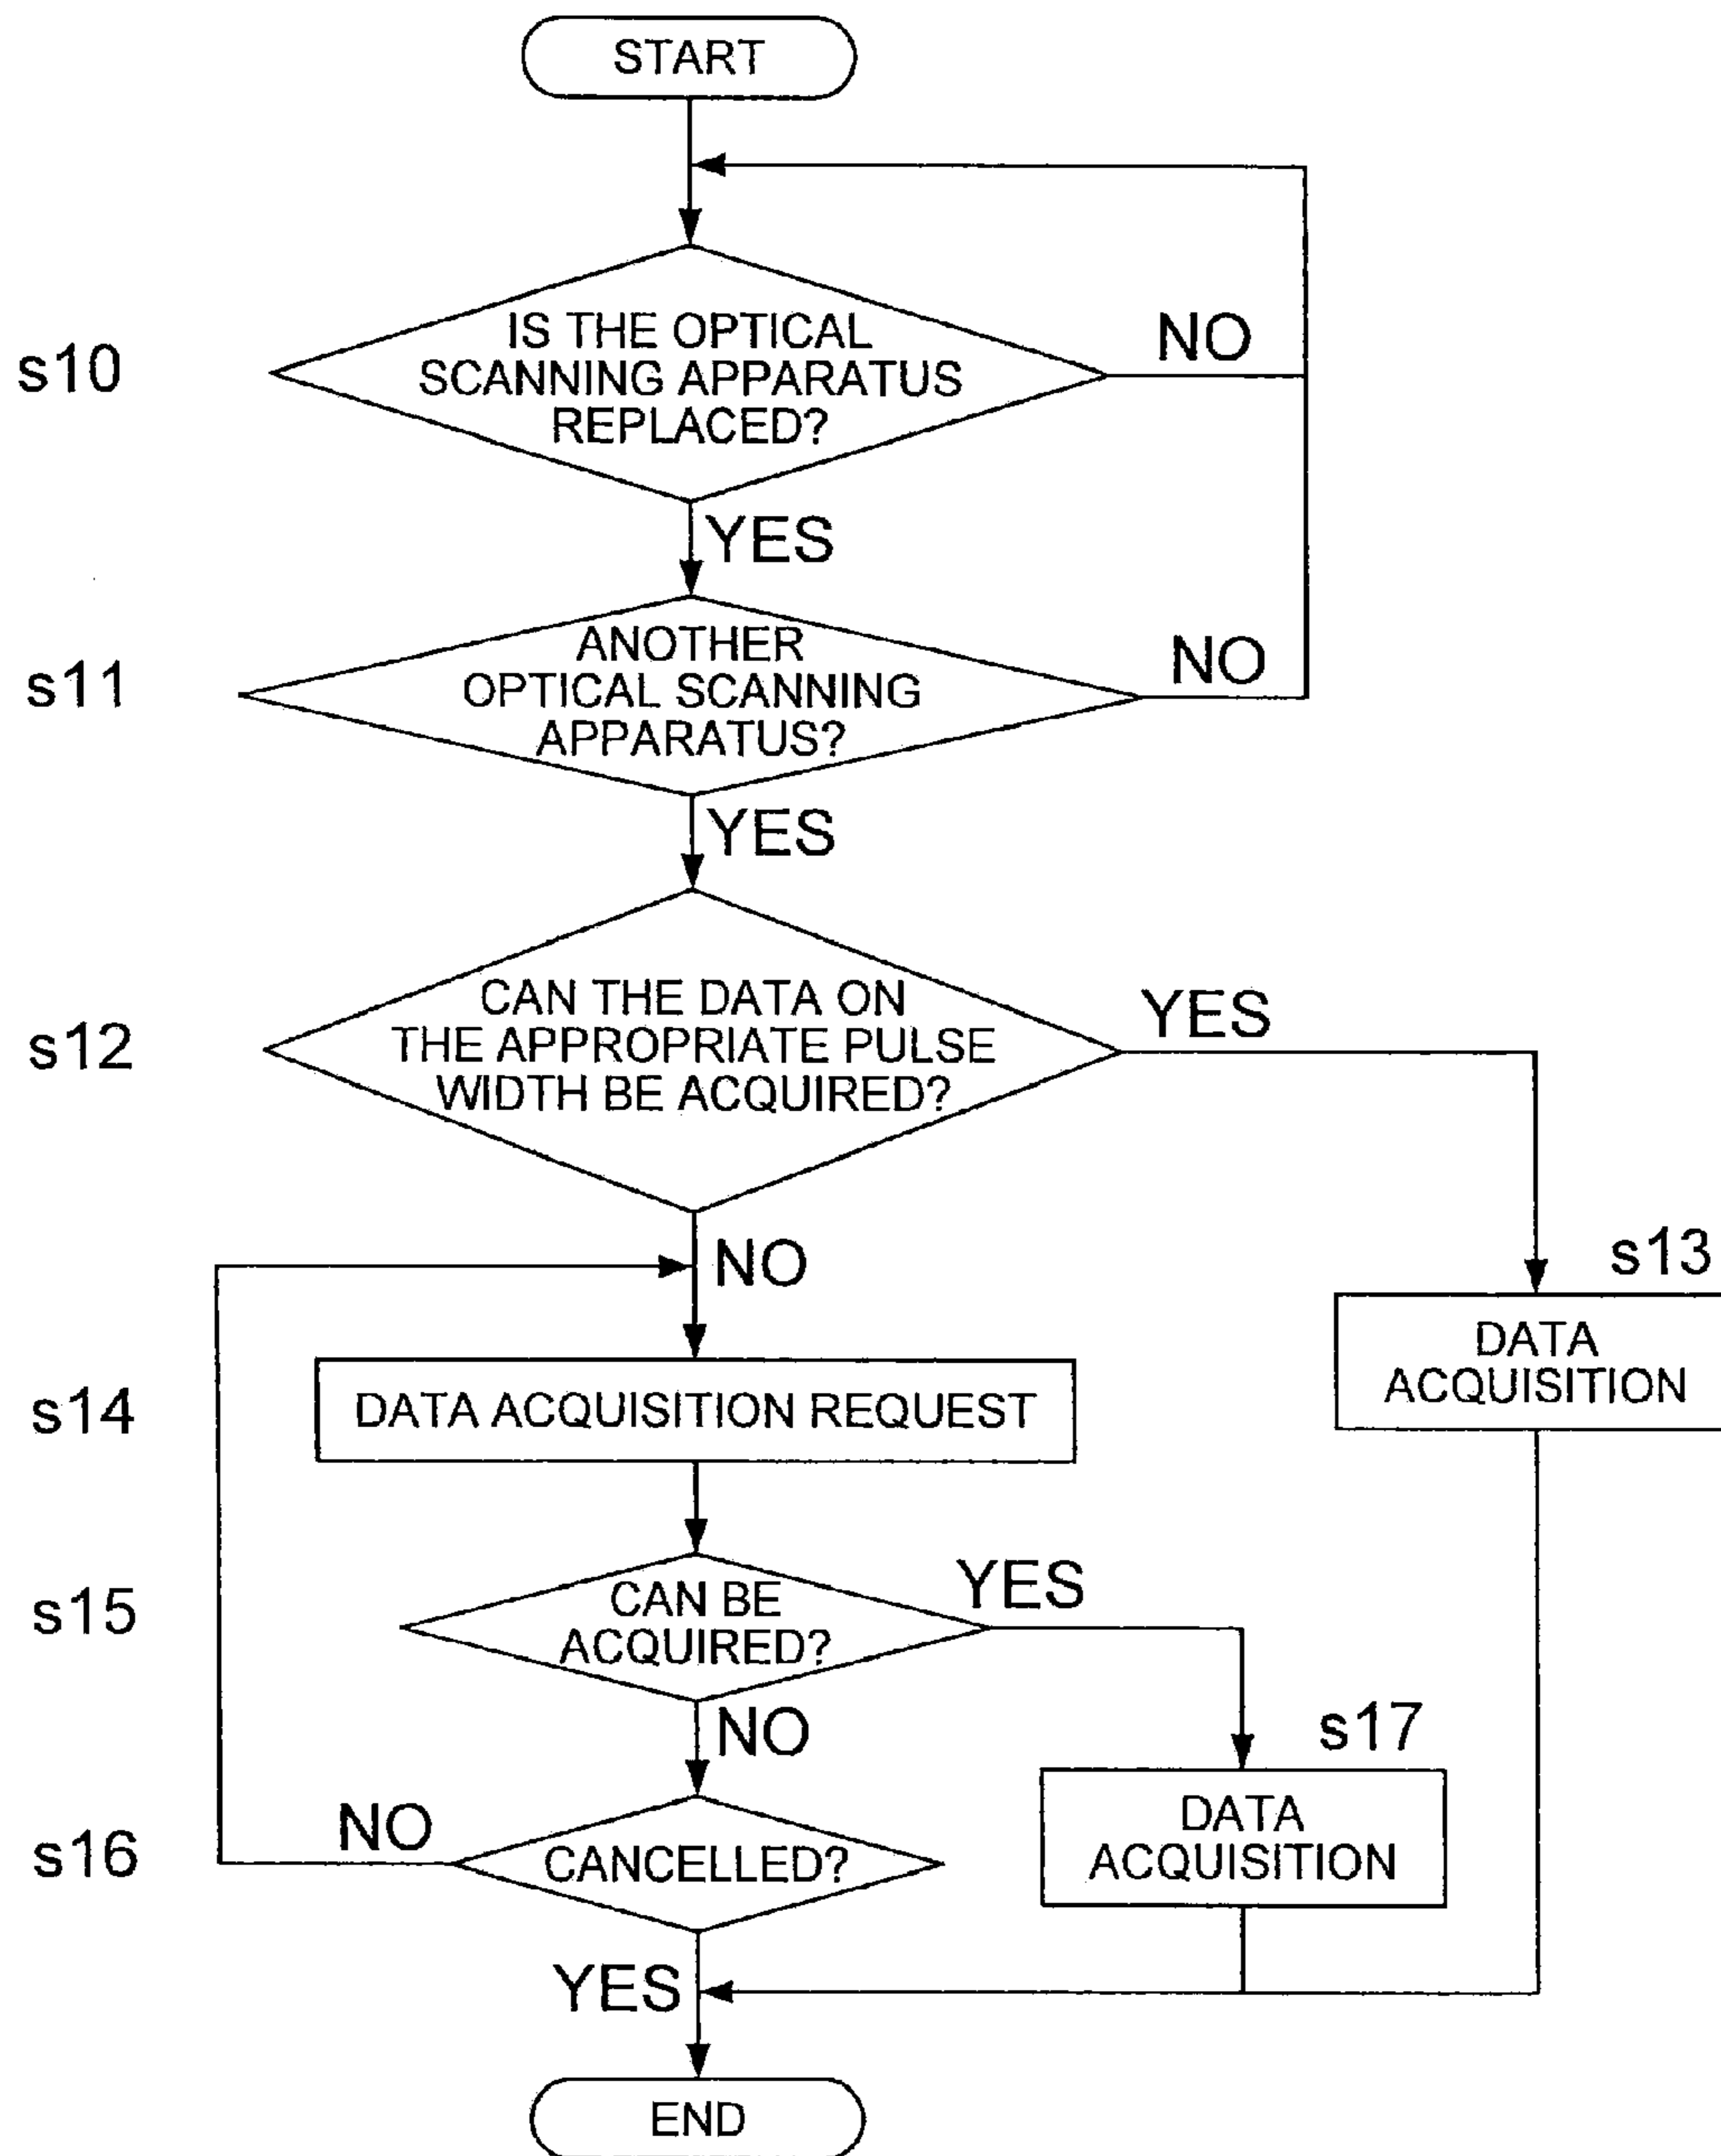 START
s10
IS THE OPTICAL
SCANNING APPARATUS
REPLACED?
NO
YES
s11
ANOTHER
OPTICAL SCANNING
APPARATUS?
NO
YES
s12
CAN THE DATA ON
THE APPROPRIATE PULSE
WIDTH BE ACQUIRED?
YES
NO
s13
DATA
ACQUISITION
s14
DATA ACQUISITION REQUEST
s15
CAN BE
ACQUIRED?
YES
NO
s17
DATA
ACQUISITION
s16
CANCELLED?
NO
YES
END